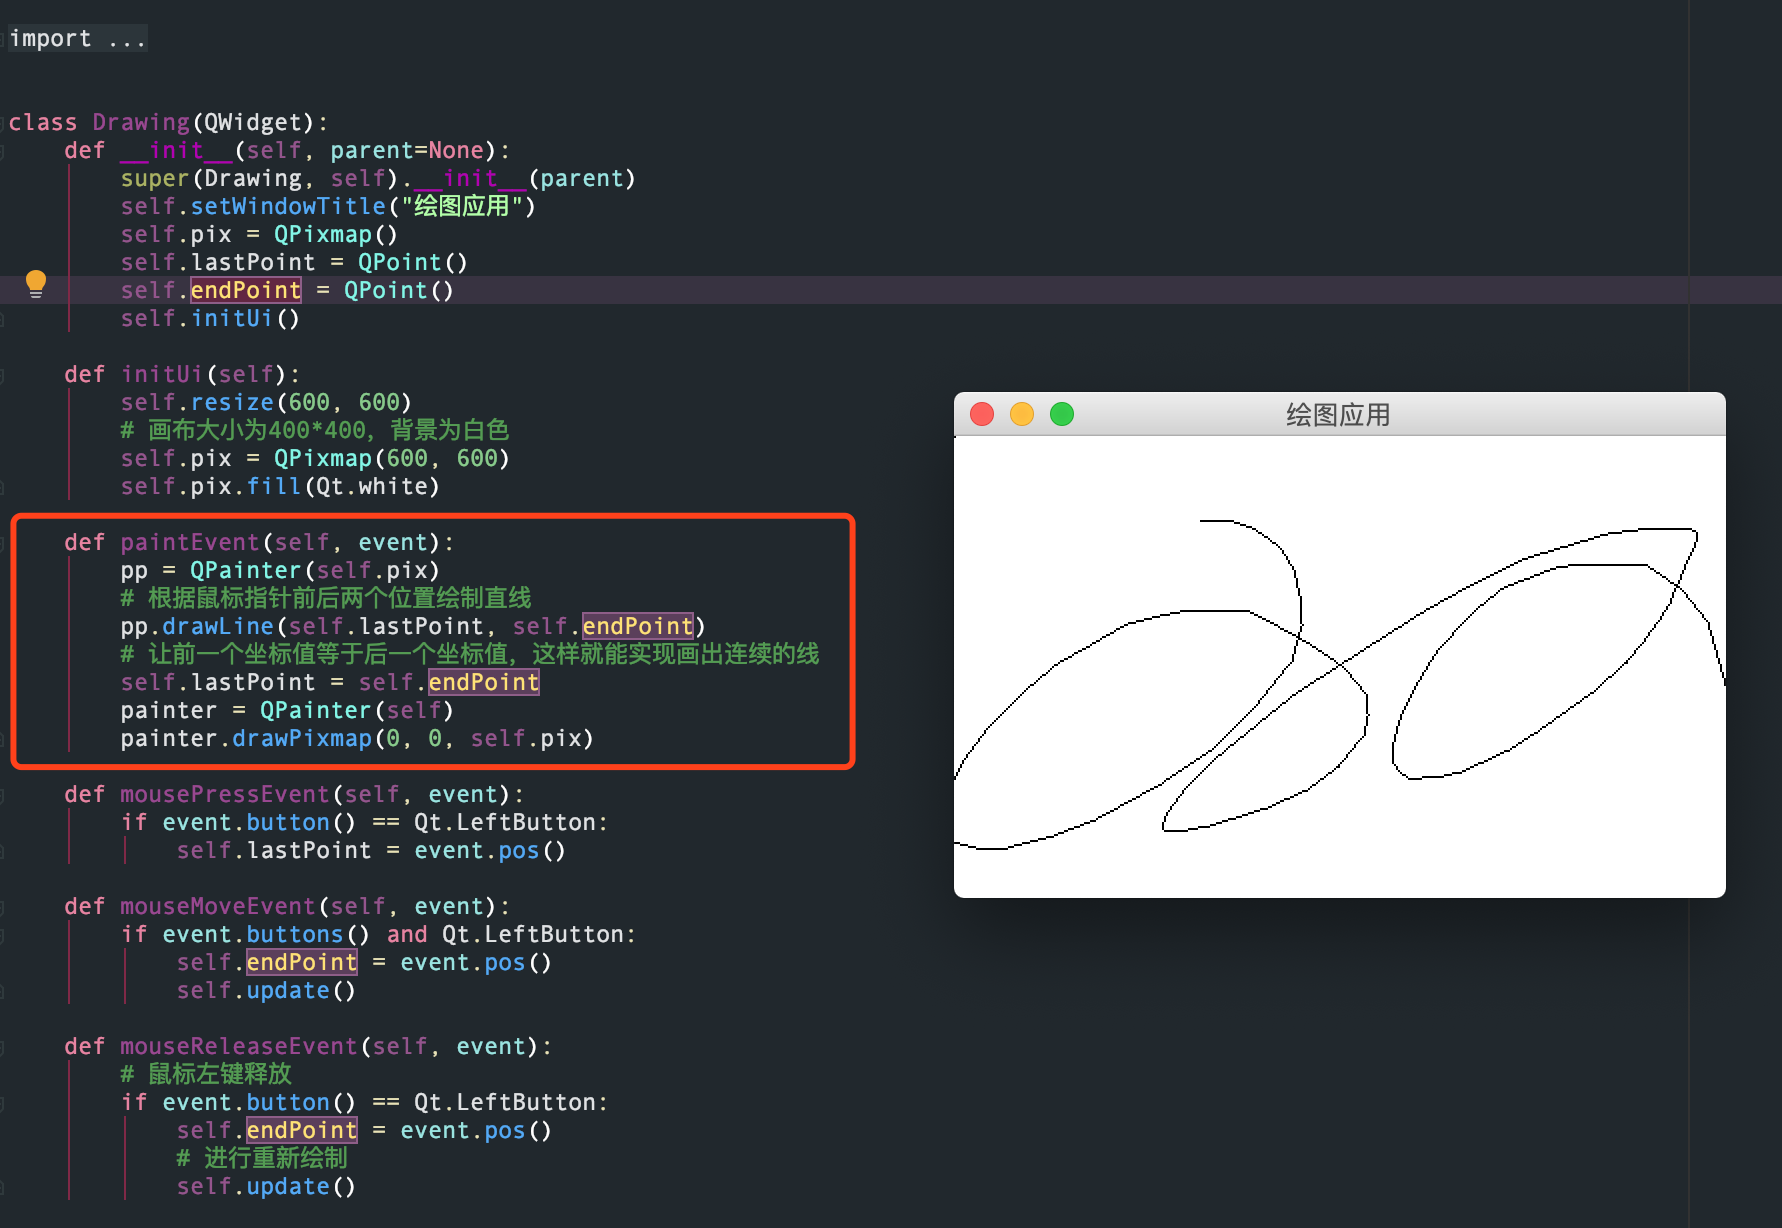 import ...
class Drawing(QWidget):
    def __init__(self, parent=None):
        super(Drawing, self).__init__(parent)
        self.setWindowTitle("绘图应用")
        self.pix = QPixmap()
        self.lastPoint = QPoint()
        self.endPoint = QPoint()
        self.initUi()
    def initUi(self):
        self.resize(600, 600)
        # 画布大小为400*400，背景为白色
        self.pix = QPixmap(600, 600)
        self.pix.fill(Qt.white)
    def paintEvent(self, event):
        pp = QPainter(self.pix)
        # 根据鼠标指针前后两个位置绘制直线
        pp.drawLine(self.lastPoint, self.endPoint)
        # 让前一个坐标值等于后一个坐标值，这样就能实现画出连续的线
        self.lastPoint = self.endPoint
        painter = QPainter(self)
        painter.drawPixmap(0, 0, self.pix)
    def mousePressEvent(self, event):
        if event.button() == Qt.LeftButton:
            self.lastPoint = event.pos()
    def mouseMoveEvent(self, event):
        if event.buttons() and Qt.LeftButton:
            self.endPoint = event.pos()
            self.update()
    def mouseReleaseEvent(self, event):
        # 鼠标左键释放
        if event.button() == Qt.LeftButton:
            self.endPoint = event.pos()
            # 进行重新绘制
            self.update()
绘图应用